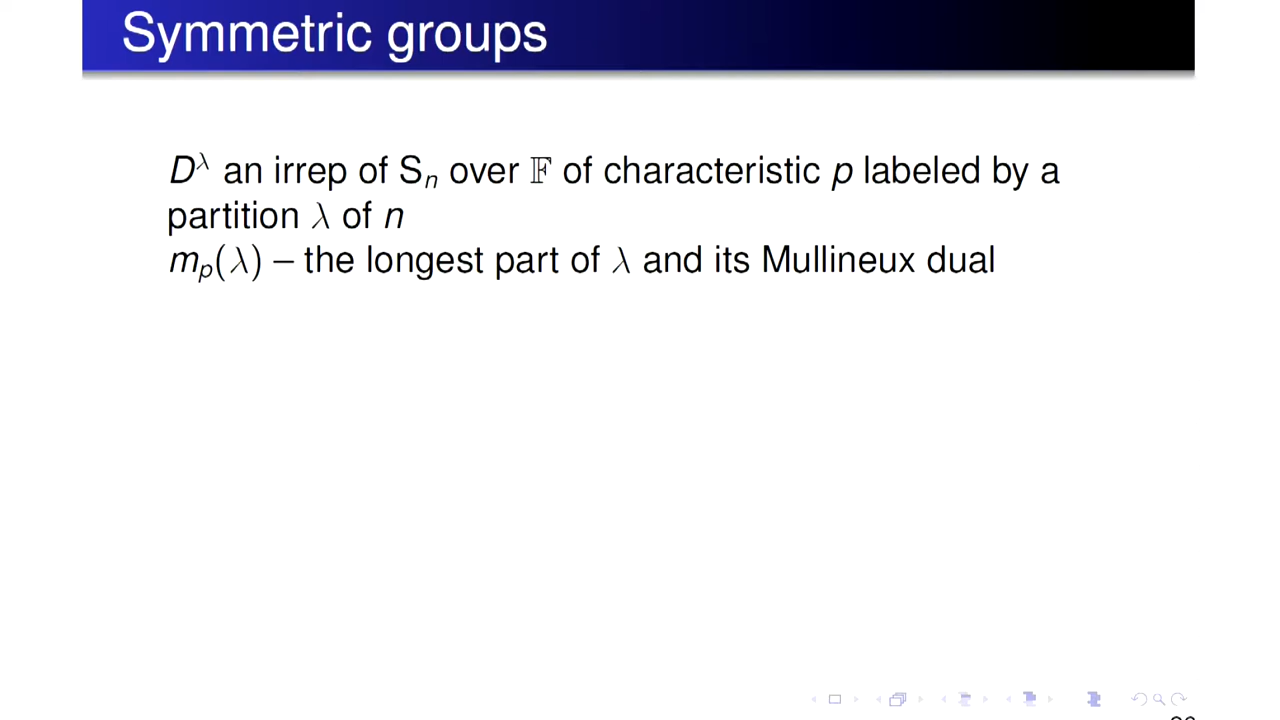 Symmetric groups
D^λ an irrep of S_n over 𝔽 of characteristic p labeled by a
partition λ of n
m_p(λ) – the longest part of λ and its Mullineux dual